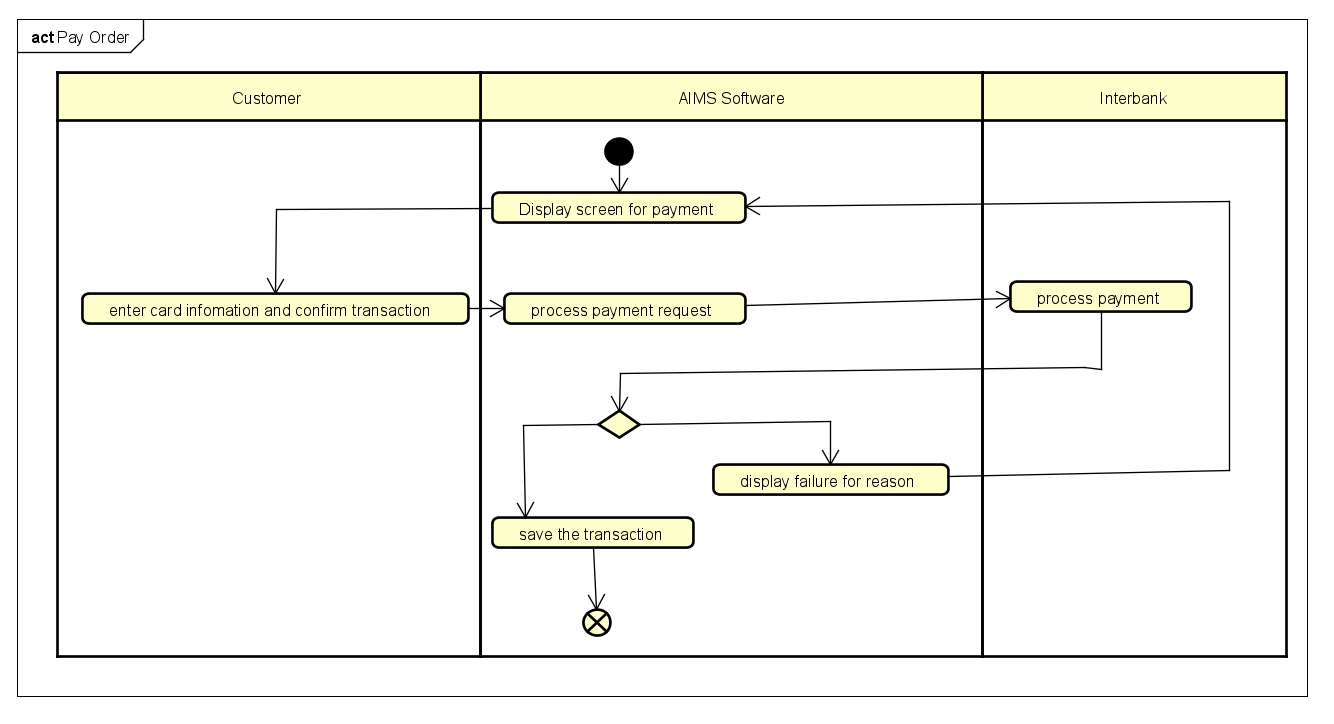 act Pay Order
Customer
AIMS Software
Interbank
Display screen for payment
enter card infomation and confirm transaction
process payment request
process payment
display failure for reason
save the transaction